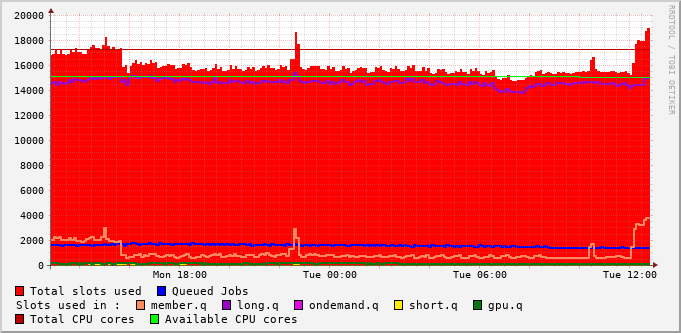 20000
18000
16000
14000
12000
10000
8000
6000
4000
2000
0
Mon 18:00 Tue 00:00 Tue 06:00 Tue 12:00
Total slots used Queued Jobs
Slots used in : member.q long.q ondemand.q short.q gpu.q
Total CPU cores Available CPU cores
RRDTOOL / TOBI OETIKER